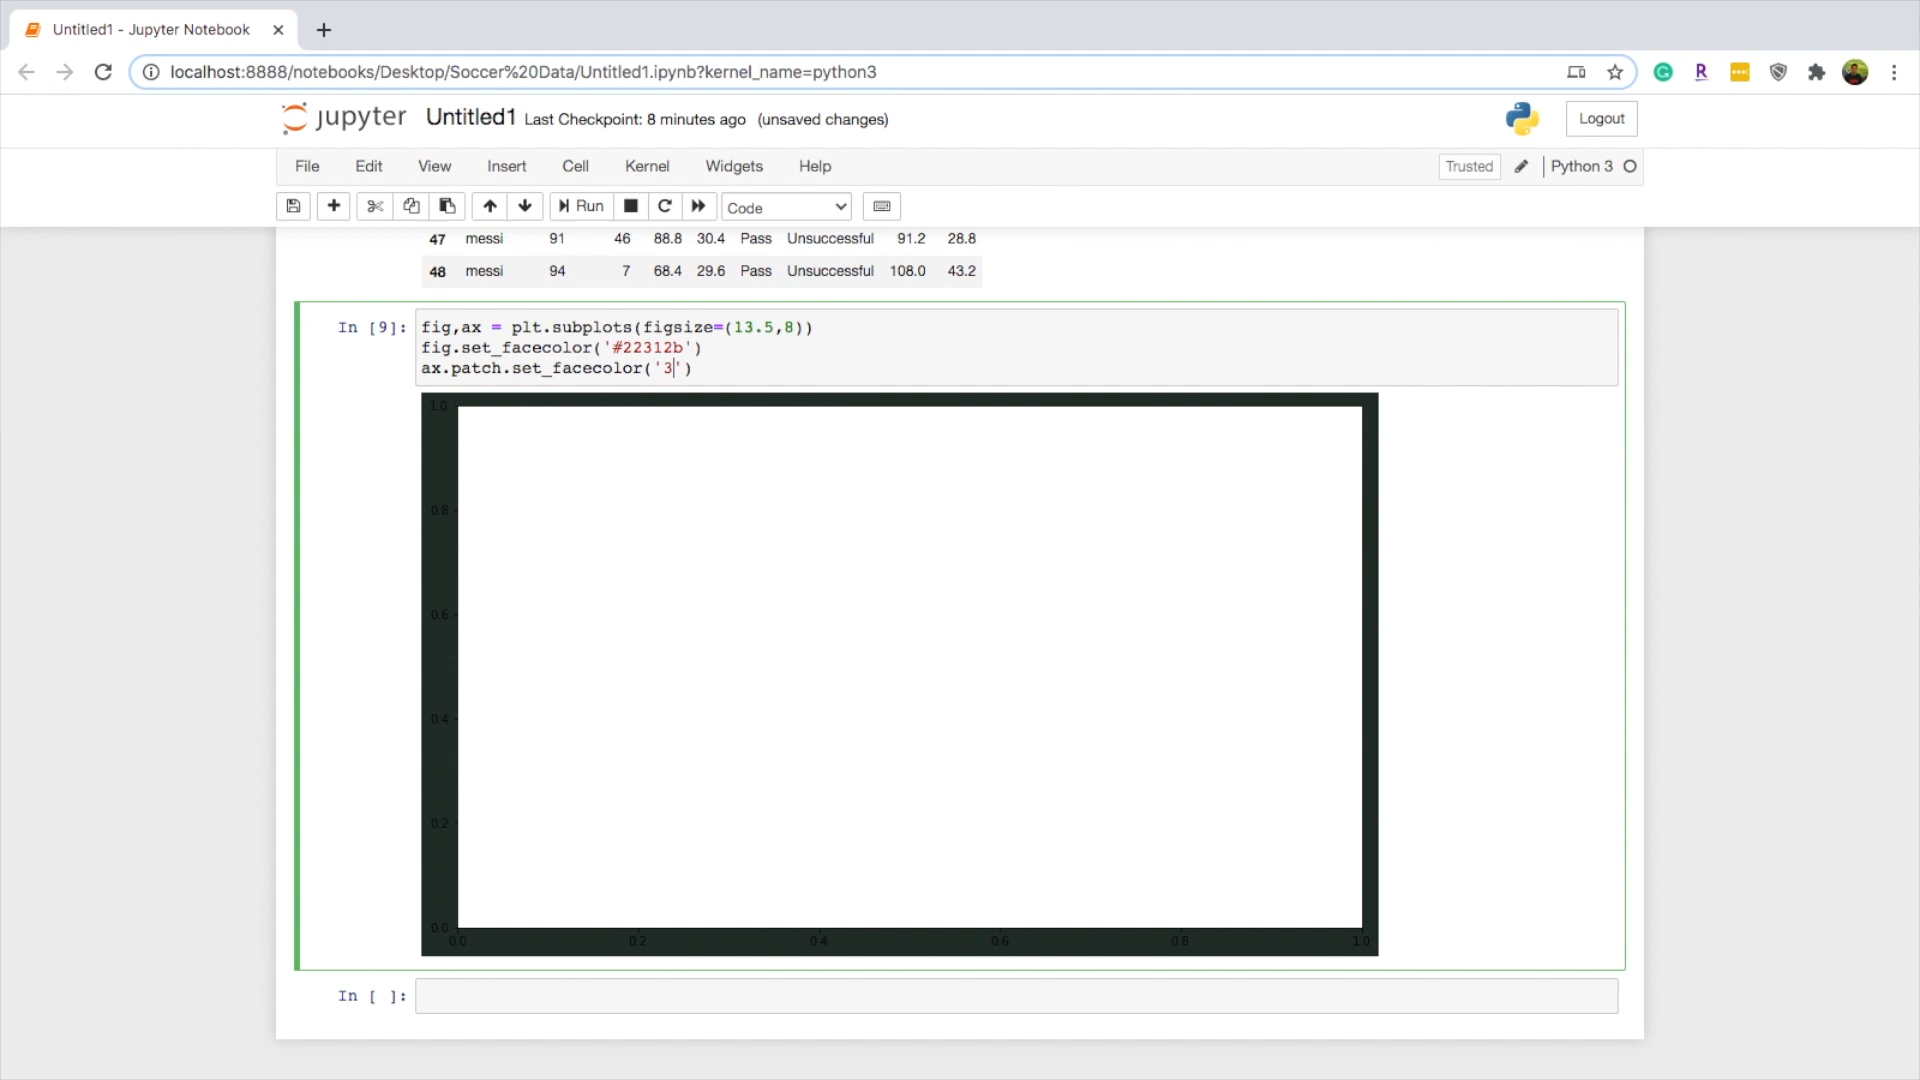 Untitled1 - Jupyter Notebook
localhost:8888/notebooks/Desktop/Soccer%20Data/Untitled1.ipynb?kernel_name=python3
jupyter Untitled1 Last Checkpoint: 8 minutes ago (unsaved changes) Logout
File Edit View Insert Cell Kernel Widgets Help Trusted Python 3
Run Code
47 messi 91 46 88.8 30.4 Pass Unsuccessful 91.2 28.8
48 messi 94 7 68.4 29.6 Pass Unsuccessful 108.0 43.2
In [9]: fig,ax = plt.subplots(figsize=(13.5,8))
fig.set_facecolor('#22312b')
ax.patch.set_facecolor('3')
1.0
0.8
0.6
0.4
0.2
0.0
0.0 0.2 0.4 0.6 0.8 1.0
In [ ]: